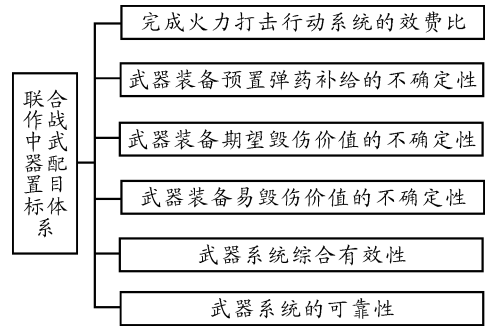 联合
作战
中武
器配
置目
标体
系
完成火力打击行动系统的效费比
武器装备预置弹药补给的不确定性
武器装备期望毁伤价值的不确定性
武器装备易毁伤价值的不确定性
武器系统综合有效性
武器系统的可靠性